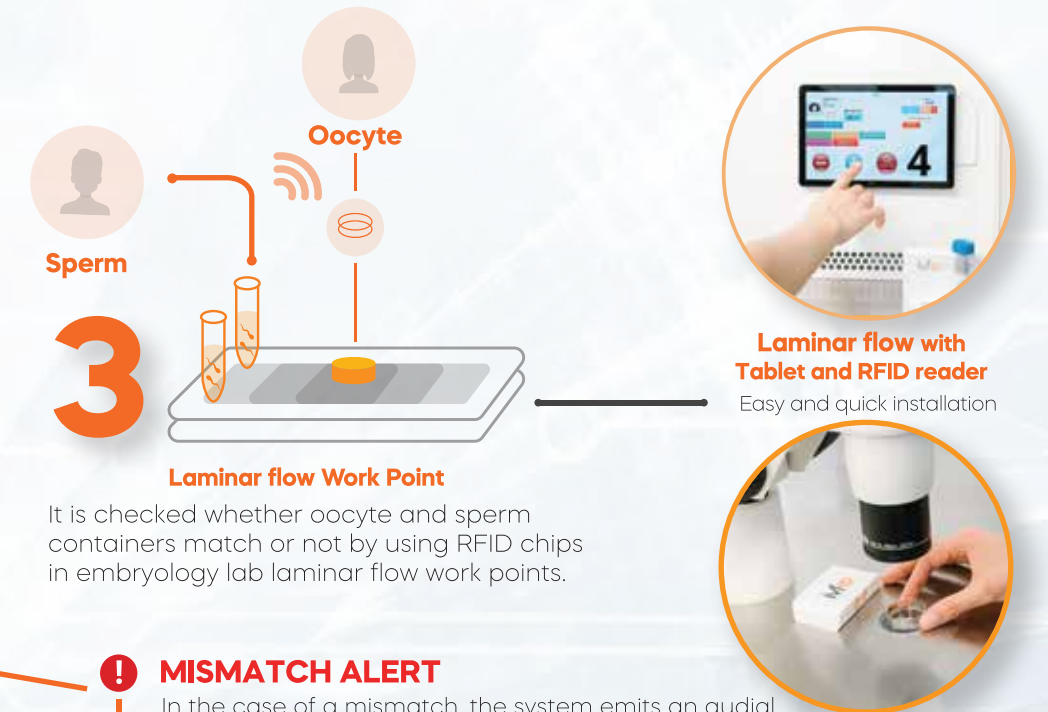 Oocyte
Sperm
3
4
Laminar flow with
Tablet and RFID reader
Easy and quick installation
Laminar flow Work Point
It is checked whether oocyte and sperm
containers match or not by using RFID chips
in embryology lab laminar flow work points.
! MISMATCH ALERT
In the case of a mismatch, the system emits an audial